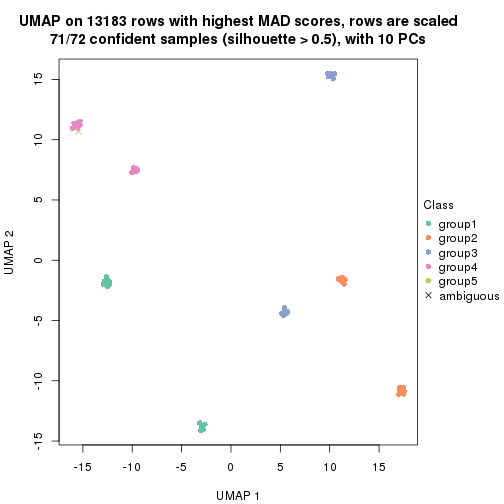 UMAP on 13183 rows with highest MAD scores, rows are scaled
71/72 confident samples (silhouette > 0.5), with 10 PCs
15
10
5
0
-5
-10
-15
UMAP 2
-15
-10
-5
0
5
10
15
UMAP 1
Class
group1
group2
group3
group4
group5
ambiguous